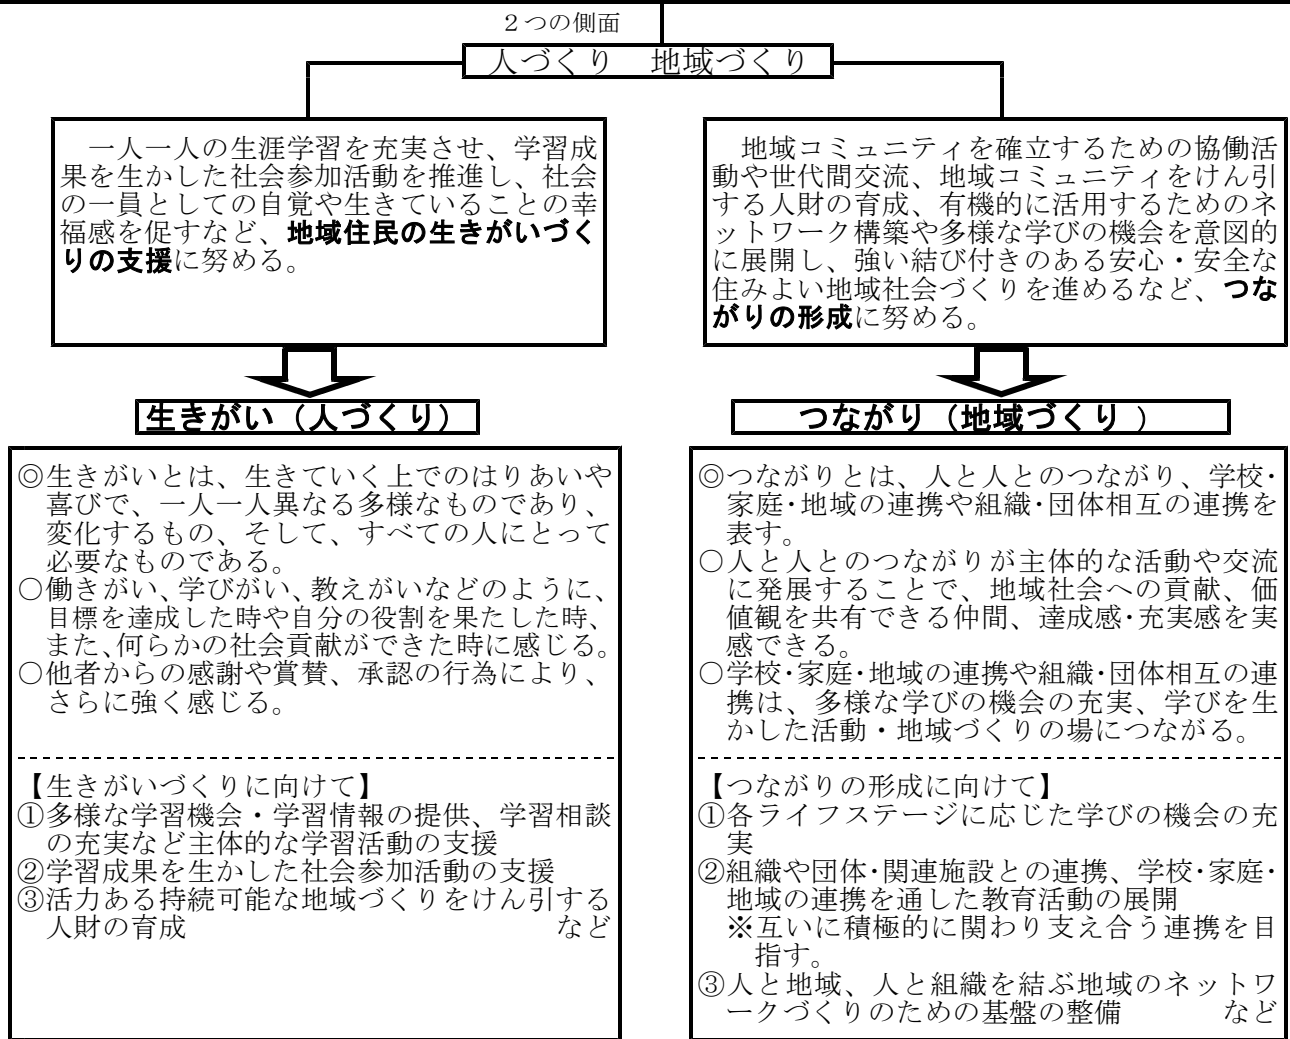 ２つの側面
人づくり　地域づくり
一人一人の生涯学習を充実させ、学習成
果を生かした社会参加活動を推進し、社会
の一員としての自覚や生きていることの幸
福感を促すなど、地域住民の生きがいづく
りの支援に努める。
生きがい（人づくり）
◎生きがいとは、生きていく上でのはりあいや
喜びで、一人一人異なる多様なものであり、
変化するもの、そして、すべての人にとって
必要なものである。
○働きがい、学びがい、教えがいなどのように、
目標を達成した時や自分の役割を果たした時、
また、何らかの社会貢献ができた時に感じる。
○他者からの感謝や賞賛、承認の行為により、
さらに強く感じる。
【生きがいづくりに向けて】
①多様な学習機会・学習情報の提供、学習相談
の充実など主体的な学習活動の支援
②学習成果を生かした社会参加活動の支援
③活力ある持続可能な地域づくりをけん引する
人財の育成　　　　　　　　　　　　など
地域コミュニティを確立するための協働活
動や世代間交流、地域コミュニティをけん引
する人財の育成、有機的に活用するためのネ
ットワーク構築や多様な学びの機会を意図的
に展開し、強い結び付きのある安心・安全な
住みよい地域社会づくりを進めるなど、つな
がりの形成に努める。
つながり（地域づくり ）
◎つながりとは、人と人とのつながり、学校・
家庭・地域の連携や組織・団体相互の連携を
表す。
○人と人とのつながりが主体的な活動や交流
に発展することで、地域社会への貢献、価
値観を共有できる仲間、達成感・充実感を実
感できる。
○学校・家庭・地域の連携や組織・団体相互の連
携は、多様な学びの機会の充実、学びを生
かした活動・地域づくりの場につながる。
【つながりの形成に向けて】
①各ライフステージに応じた学びの機会の充
実
②組織や団体・関連施設との連携、学校・家庭・
地域の連携を通した教育活動の展開
※互いに積極的に関わり支え合う連携を目
指す。
③人と地域、人と組織を結ぶ地域のネットワ
ークづくりのための基盤の整備　　　など